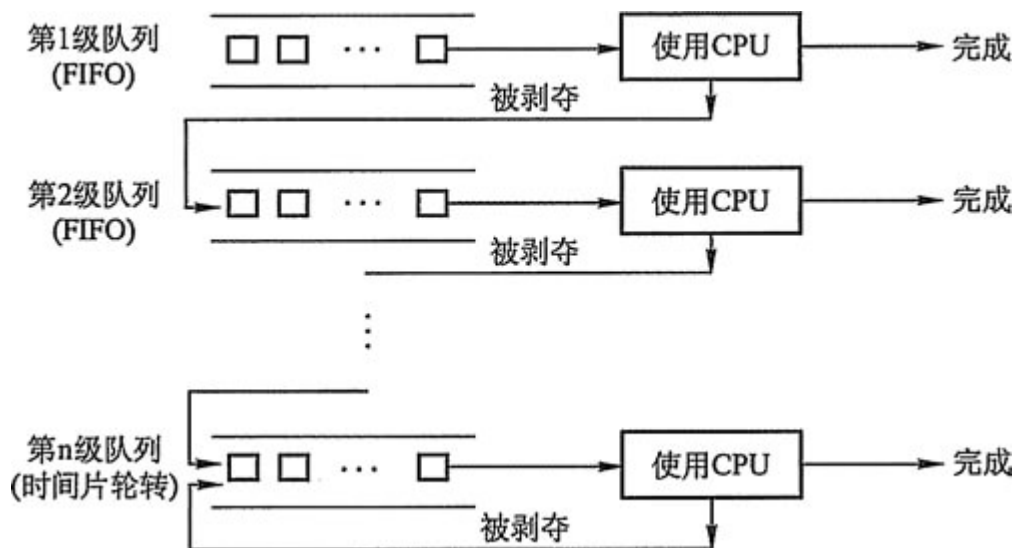 第1级队列
(FIFO)
··· 使用CPU 完成
被剥夺
第2级队列
(FIFO)
··· 使用CPU 完成
被剥夺
⋮
第n级队列
(时间片轮转)
··· 使用CPU 完成
被剥夺